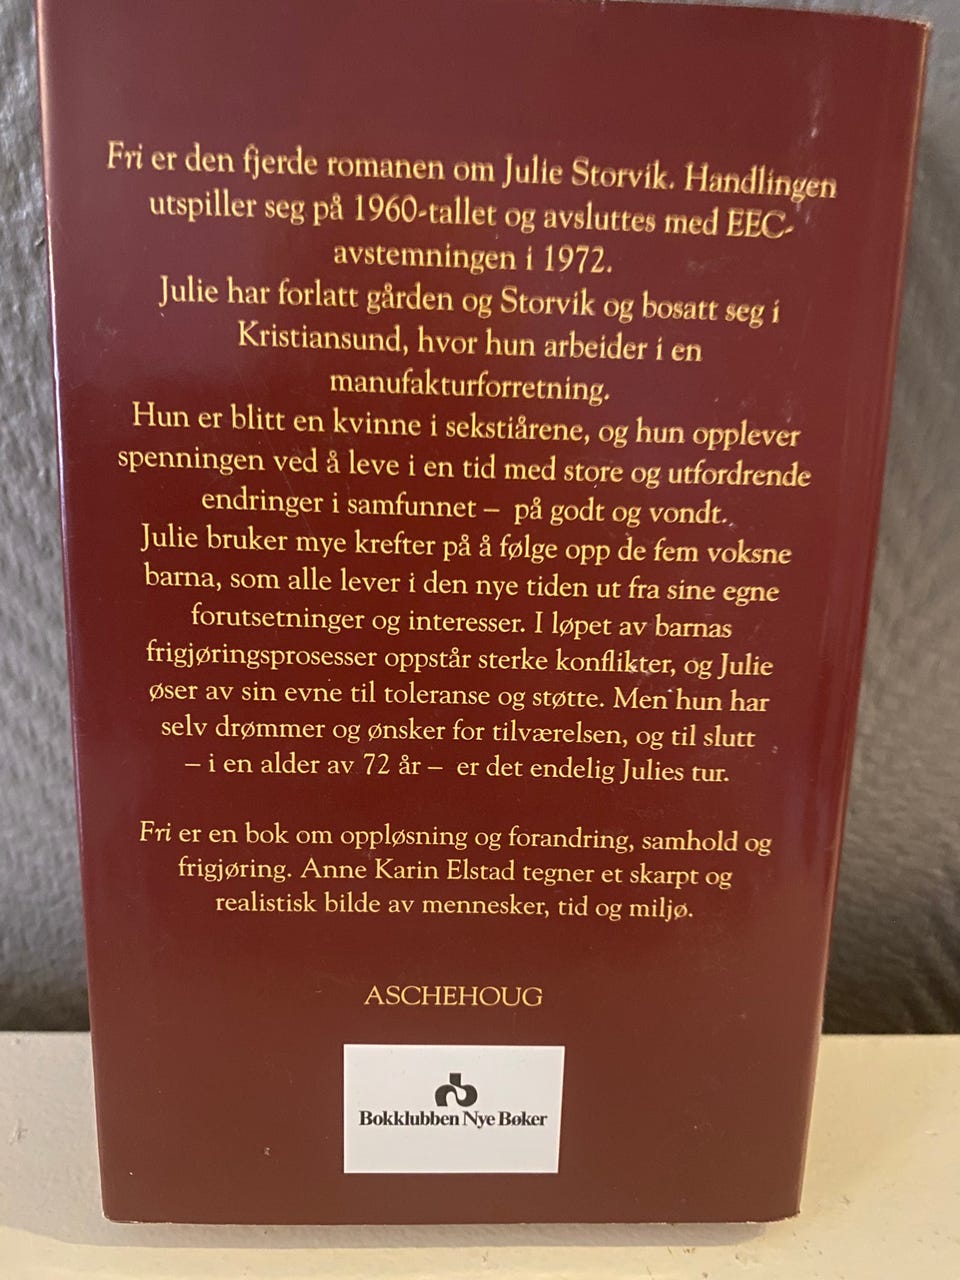 Fri er den fjerde romanen om Julie Storvik. Handlingen
utspiller seg på 1960-tallet og avsluttes med EEC-
avstemningen i 1972.
Julie har forlatt gården og Storvik og bosatt seg i
Kristiansund, hvor hun arbeider i en
manufakturforretning.
Hun er blitt en kvinne i sekstiårene, og hun opplever
spenningen ved å leve i en tid med store og utfordrende
endringer i samfunnet – på godt og vondt.
Julie bruker mye krefter på å følge opp de fem voksne
barna, som alle lever i den nye tiden ut fra sine egne
forutsetninger og interesser. I løpet av barnas
frigjøringsprosesser oppstår sterke konflikter, og Julie
øser av sin evne til toleranse og støtte. Men hun har
selv drømmer og ønsker for tilværelsen, og til slutt
– i en alder av 72 år – er det endelig Julies tur.
Fri er en bok om oppløsning og forandring, samhold og
frigjøring. Anne Karin Elstad tegner et skarpt og
realistisk bilde av mennesker, tid og miljø.
ASCHEHOUG
Bokklubben Nye Bøker